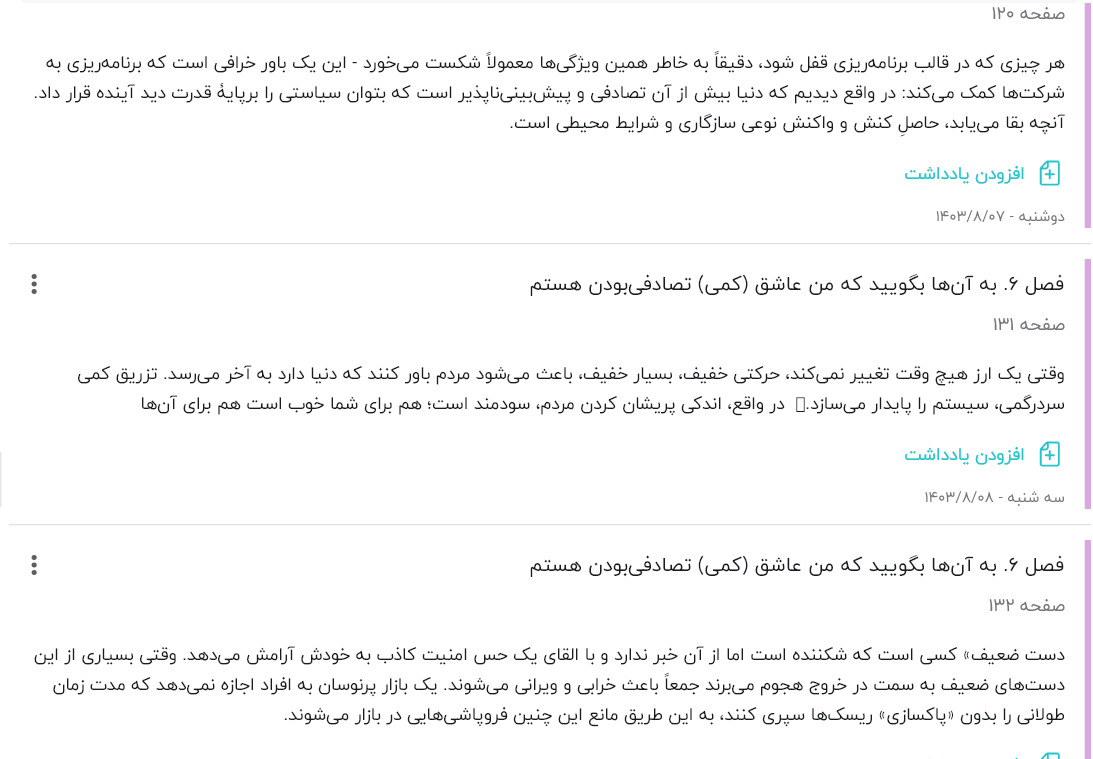 صفحه ۱۲۰
هر چیزی که در قالب برنامه‌ریزی قفل شود، دقیقاً به خاطر همین ویژگی‌ها معمولاً شکست می‌خورد - این یک باور خرافی است که برنامه‌ریزی به
شرکت‌ها کمک می‌کند: در واقع دیدیم که دنیا بیش از آن تصادفی و پیش‌بینی‌ناپذیر است که بتوان سیاستی را برپایهٔ قدرت دید آینده قرار داد.
آنچه بقا می‌یابد، حاصلِ کنش و واکنش نوعی سازگاری و شرایط محیطی است.
افزودن یادداشت
دوشنبه - ۱۴۰۳/۸/۰۷
فصل ۶. به آن‌ها بگویید که من عاشق (کمی) تصادفی‌بودن هستم
صفحه ۱۳۱
وقتی یک ارز هیچ وقت تغییر نمی‌کند، حرکتی خفیف، بسیار خفیف، باعث می‌شود مردم باور کنند که دنیا دارد به آخر می‌رسد. تزریق کمی
سردرگمی، سیستم را پایدار می‌سازد. در واقع، اندکی پریشان کردن مردم، سودمند است؛ هم برای شما خوب است هم برای آن‌ها
افزودن یادداشت
سه شنبه - ۱۴۰۳/۸/۰۸
فصل ۶. به آن‌ها بگویید که من عاشق (کمی) تصادفی‌بودن هستم
صفحه ۱۳۲
دست ضعیف» کسی است که شکننده است اما از آن خبر ندارد و با القای یک حس امنیت کاذب به خودش آرامش می‌دهد. وقتی بسیاری از این
دست‌های ضعیف به سمت در خروج هجوم می‌برند جمعاً باعث خرابی و ویرانی می‌شوند. یک بازار پرنوسان به افراد اجازه نمی‌دهد که مدت زمان
طولانی را بدون «پاکسازی» ریسک‌ها سپری کنند، به این طریق مانع این چنین فروپاشی‌هایی در بازار می‌شوند.